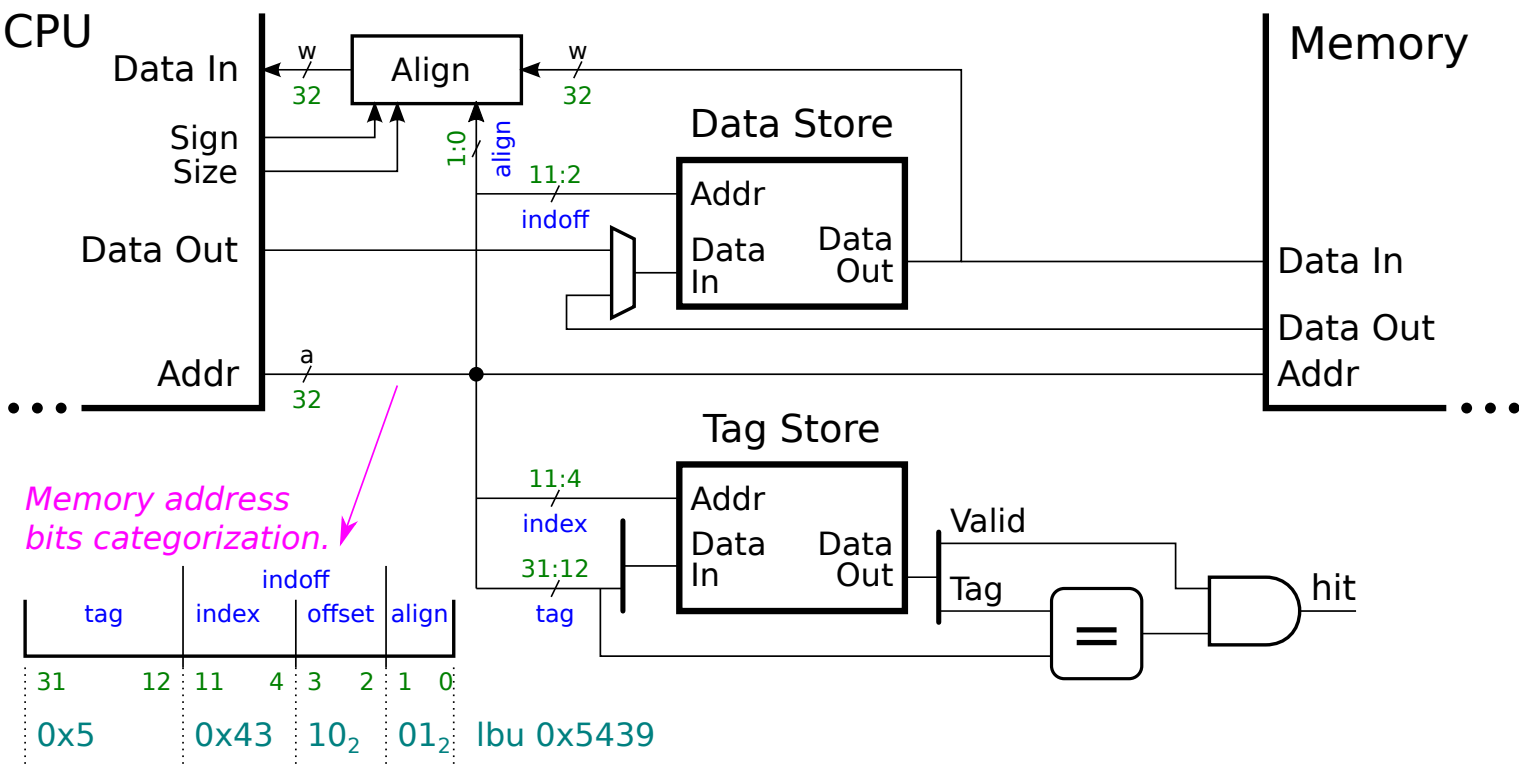 CPU
Memory
Data In
w
32
Align
w
32
Sign
Size
1:0
align
Data Store
11:2
indoff
Addr
Data Out
Data In
Data Out
Data In
Data Out
Addr
a
32
Addr
Tag Store
Memory address
bits categorization.
11:4
index
Addr
Data In
Data Out
Valid
31:12
tag
Tag
=
hit
indoff
tag index offset align
31 12 11 4 3 2 1 0
0x5 0x43 10₂ 01₂ lbu 0x5439